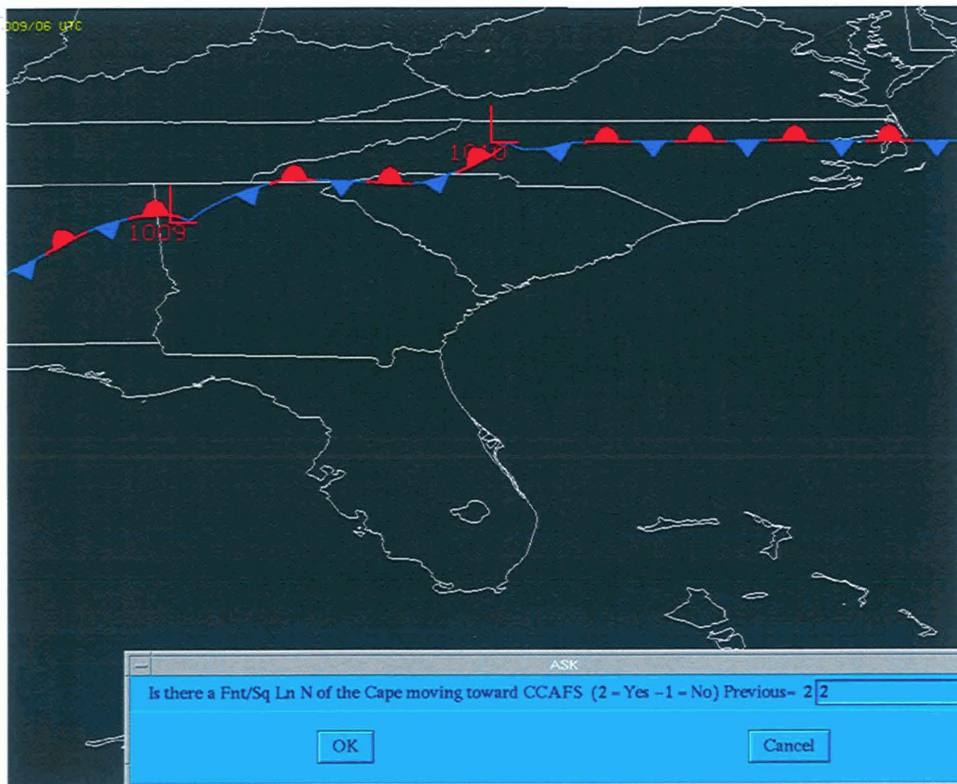 009/06 UTC
1010
1009
ASK
Is there a Fnt/Sq Ln N of the Cape moving toward CCAFS (2 = Yes -1 = No) Previous= 2 2
OK
Cancel